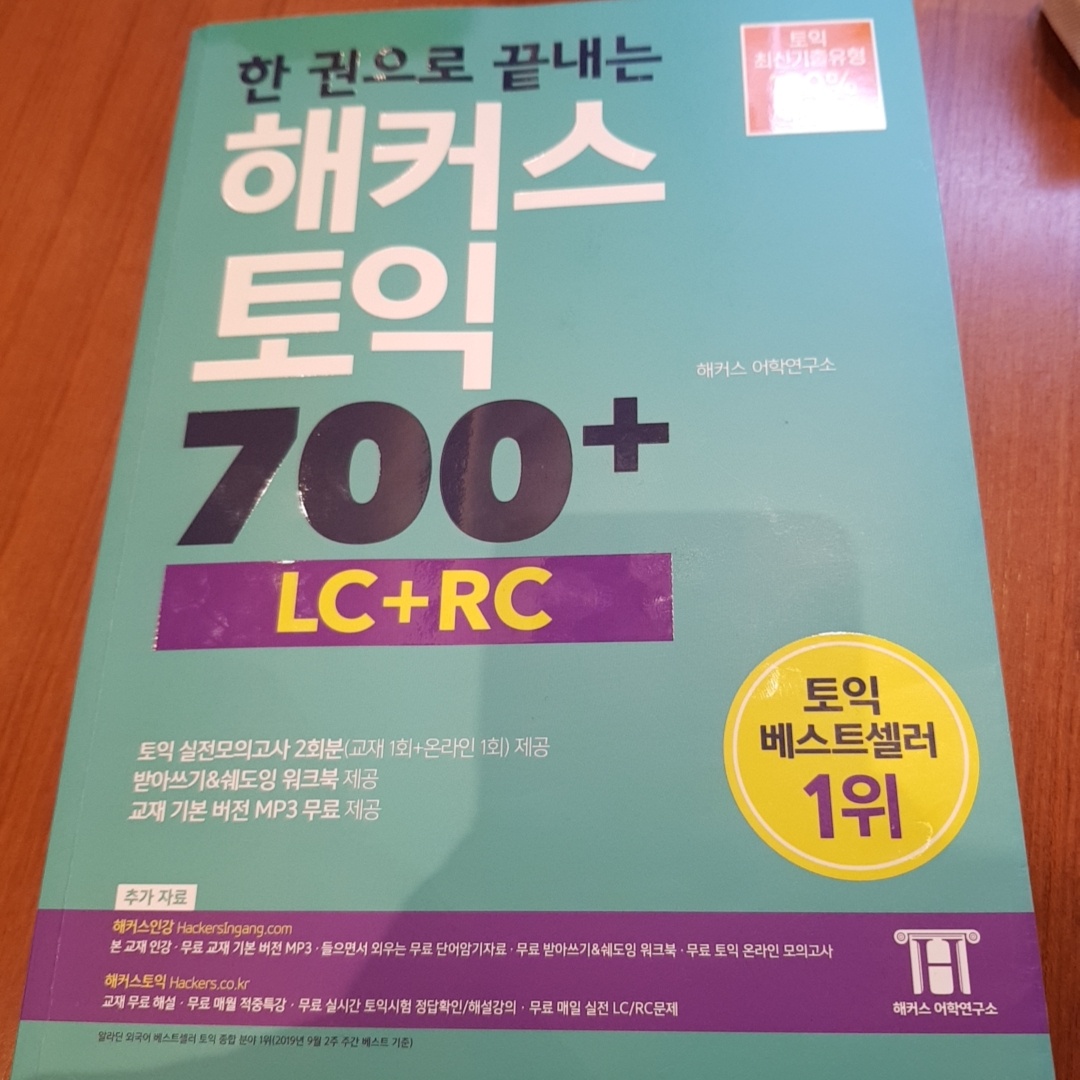 한 권으로 끝내는
해커스
토익
700+
LC+RC
토익
최신기출유형
해커스 어학연구소
토익
베스트셀러
1위
토익 실전모의고사 2회분(교재 1회+온라인 1회) 제공
받아쓰기&쉐도잉 워크북 제공
교재 기본 버전 MP3 무료 제공
추가 자료
해커스인강 HackersIngang.com
본 교재 인강 · 무료 교재 기본 버전 MP3 · 들으면서 외우는 무료 단어암기자료 · 무료 받아쓰기&쉐도잉 워크북 · 무료 토익 온라인 모의고사
해커스토익 Hackers.co.kr
교재 무료 해설 · 무료 매월 적중특강 · 무료 실시간 토익시험 정답확인/해설강의 · 무료 매일 실전 LC/RC문제
해커스 어학연구소
알라딘 외국어 베스트셀러 토익 종합 분야 1위(2019년 9월 2주 주간 베스트 기준)